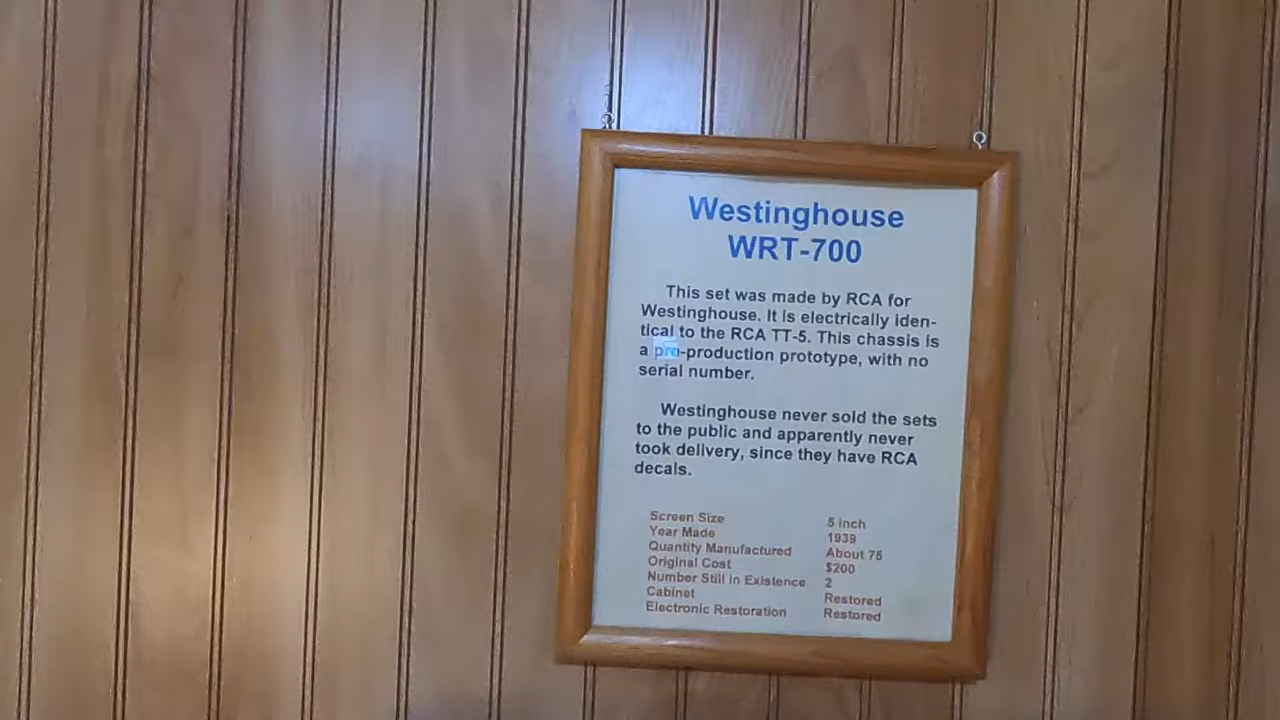 Westinghouse
WRT-700
This set was made by RCA for
Westinghouse. It is electrically iden-
tical to the RCA TT-5. This chassis is
a pre-production prototype, with no
serial number.
Westinghouse never sold the sets
to the public and apparently never
took delivery, since they have RCA
decals.
Screen Size 5 inch
Year Made 1939
Quantity Manufactured About 75
Original Cost $200
Number Still in Existence 2
Cabinet Restored
Electronic Restoration Restored